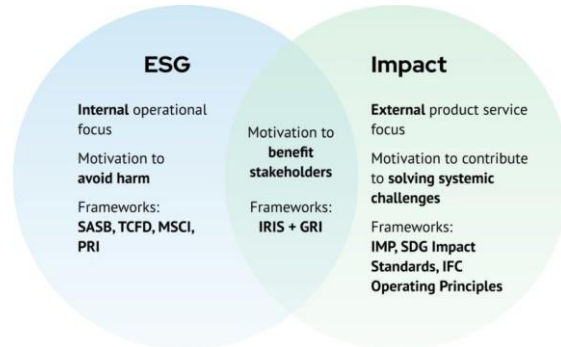 ESG
Internal operational
focus
Motivation to
avoid harm
Frameworks:
SASB, TCFD, MSCI,
PRI
Motivation to
benefit
stakeholders
Frameworks:
IRIS + GRI
Impact
External product service
focus
Motivation to contribute
to solving systemic
challenges
Frameworks:
IMP, SDG Impact
Standards, IFC
Operating Principles